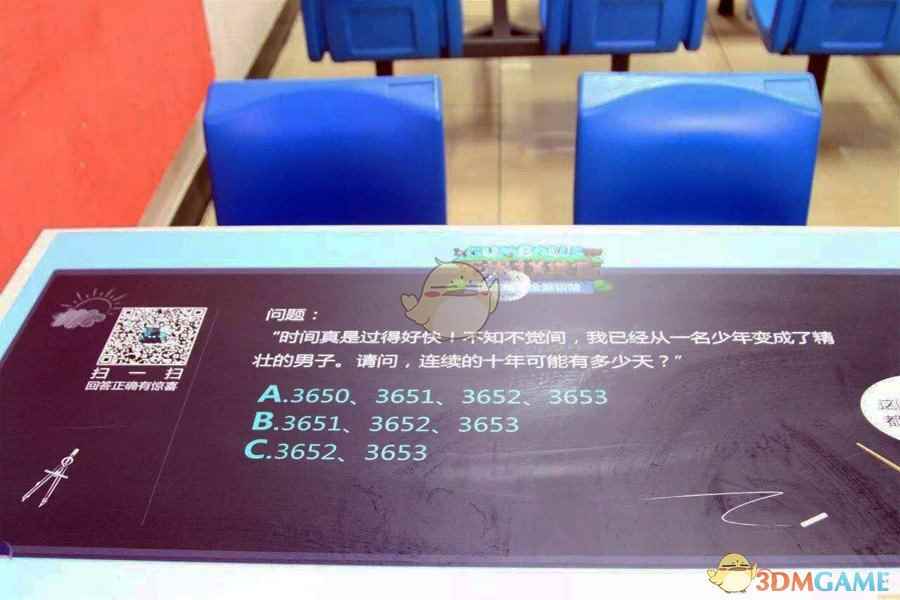 问题：
“时间真是过得好快！不知不觉间，我已经从一名少年变成了精
壮的男子。请问，连续的十年可能有多少天？”
A.3650、3651、3652、3653
B.3651、3652、3653
C.3652、3653
扫一扫
回答正确有惊喜
3DMGAME